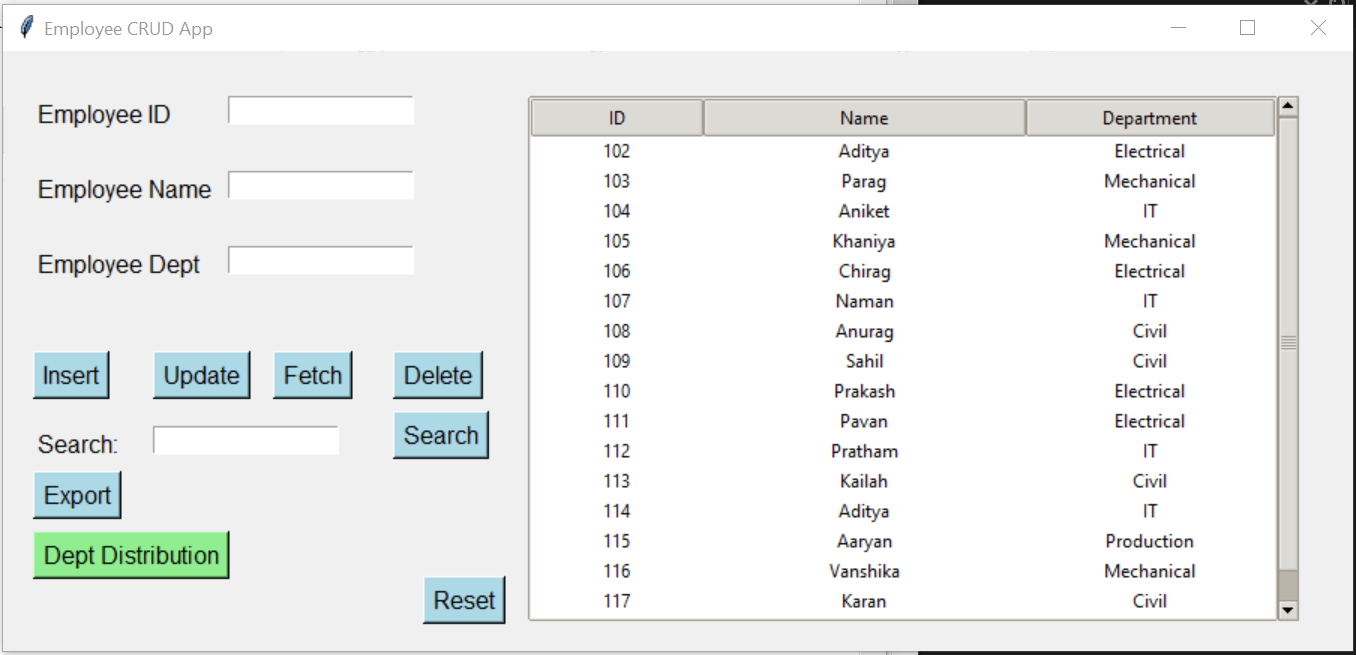 Employee CRUD App
Employee ID
Employee Name
Employee Dept
Insert Update Fetch Delete
Search: Search
Export
Dept Distribution
Reset
ID Name Department
102 Aditya Electrical
103 Parag Mechanical
104 Aniket IT
105 Khaniya Mechanical
106 Chirag Electrical
107 Naman IT
108 Anurag Civil
109 Sahil Civil
110 Prakash Electrical
111 Pavan Electrical
112 Pratham IT
113 Kailah Civil
114 Aditya IT
115 Aaryan Production
116 Vanshika Mechanical
117 Karan Civil